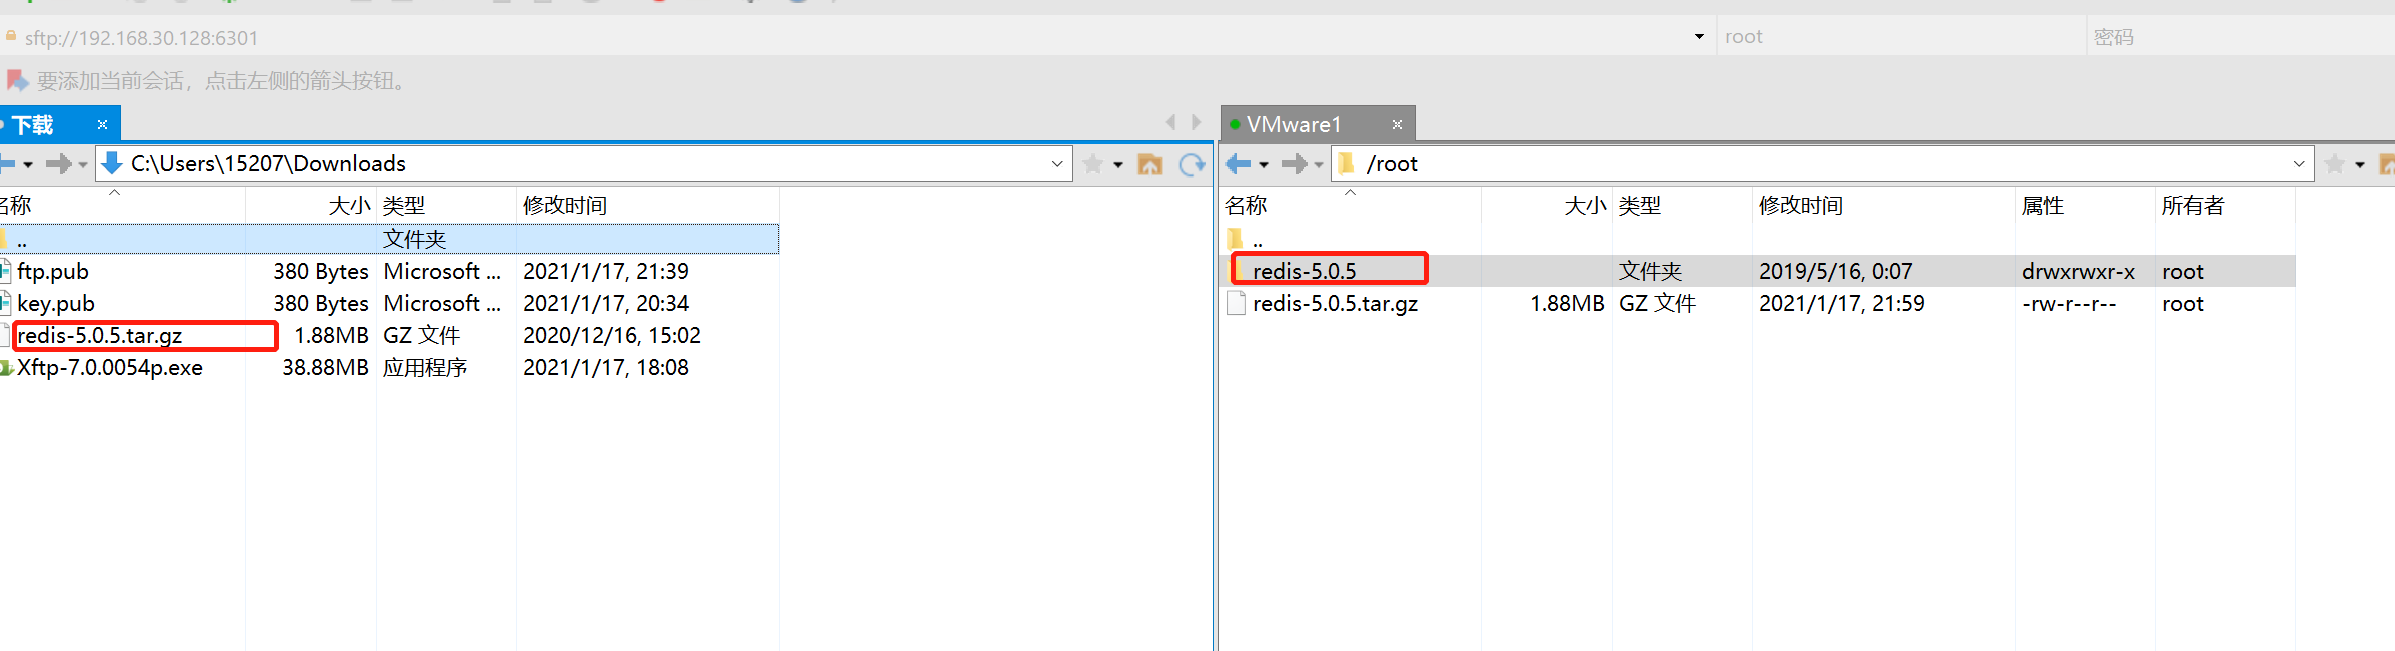 sftp://192.168.30.128:6301 root 密码
要添加当前会话，点击左侧的箭头按钮。
下载 VMware1
C:\Users\15207\Downloads /root
名称 大小 类型 修改时间 名称 大小 类型 修改时间 属性 所有者
.. 文件夹 ..
ftp.pub 380 Bytes Microsoft ... 2021/1/17, 21:39 redis-5.0.5 文件夹 2019/5/16, 0:07 drwxrwxr-x root
key.pub 380 Bytes Microsoft ... 2021/1/17, 20:34 redis-5.0.5.tar.gz 1.88MB GZ 文件 2021/1/17, 21:59 -rw-r--r-- root
redis-5.0.5.tar.gz 1.88MB GZ 文件 2020/12/16, 15:02
Xftp-7.0.0054p.exe 38.88MB 应用程序 2021/1/17, 18:08